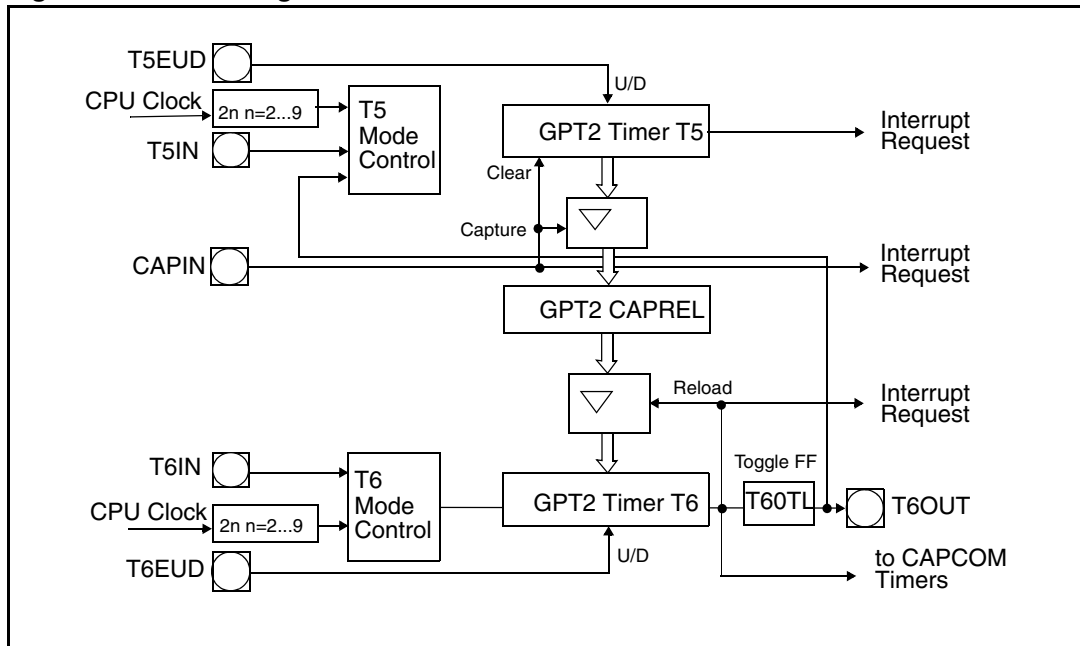 T5EUD
U/D
CPU Clock
2n n=2...9
T5
Mode
Control
GPT2 Timer T5
Interrupt
Request
T5IN
Clear
Capture
CAPIN
Interrupt
Request
GPT2 CAPREL
Reload
Interrupt
Request
T6IN
Toggle FF
T6
Mode
Control
GPT2 Timer T6
T60TL
T6OUT
CPU Clock
2n n=2...9
U/D
T6EUD
to CAPCOM
Timers